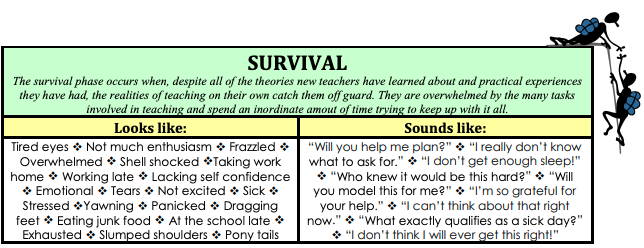 SURVIVAL
The survival phase occurs when, despite all of the theories new teachers have learned about and practical experiences
they have had, the realities of teaching on their own catch them off guard. They are overwhelmed by the many tasks
involved in teaching and spend an inordinate amout of time trying to keep up with it all.
Looks like:
Tired eyes ❖ Not much enthusiasm ❖ Frazzled ❖
Overwhelmed ❖ Shell shocked ❖Taking work
home ❖ Working late ❖ Lacking self confidence
❖ Emotional ❖ Tears ❖ Not excited ❖ Sick ❖
Stressed ❖Yawning ❖ Panicked ❖ Dragging
feet ❖ Eating junk food ❖ At the school late ❖
Exhausted ❖ Slumped shoulders ❖ Pony tails
Sounds like:
“Will you help me plan?” ❖ “I really don’t know
what to ask for.” ❖ “I don’t get enough sleep!”
❖ “Who knew it would be this hard?” ❖ “Will
you model this for me?” ❖ “I’m so grateful for
your help.” ❖ “I can’t think about that right
now.” ❖ “What exactly qualifies as a sick day?”
❖ “I don’t think I will ever get this right!”